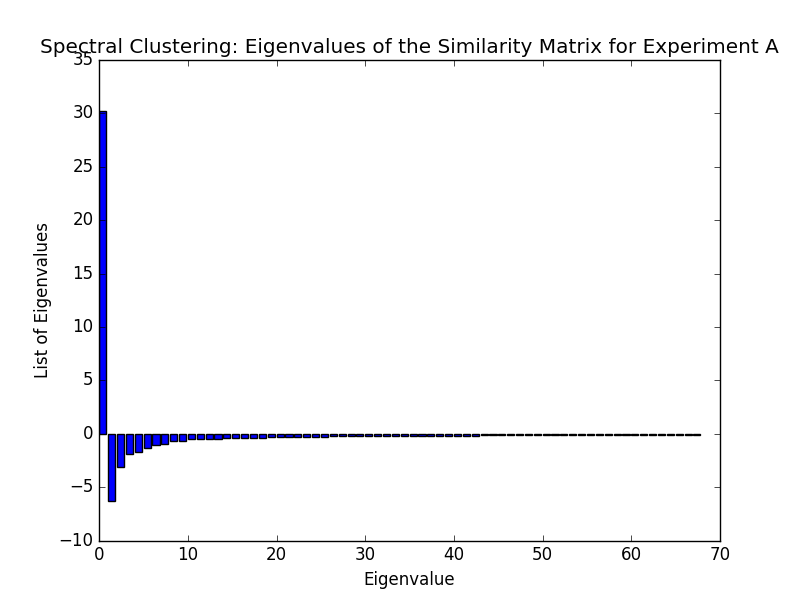 Spectral Clustering: Eigenvalues of the Similarity Matrix for Experiment A
35
30
25
20
15
10
5
0
−5
−10
List of Eigenvalues
0 10 20 30 40 50 60 70
Eigenvalue